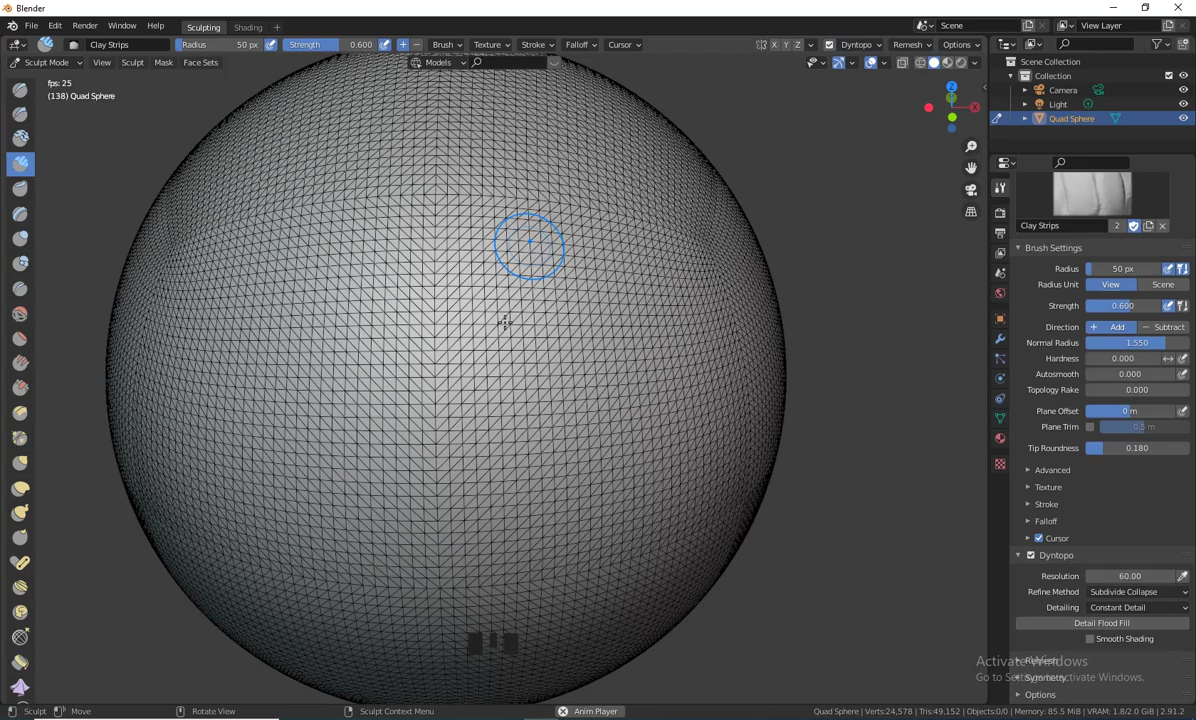 Blender
File Edit Render Window Help Sculpting Shading + Scene View Layer
Clay Strips Radius 50 px Strength 0.600 Brush Texture Stroke Falloff Cursor X Y Z Dyntopo Remesh Options
Sculpt Mode View Sculpt Mask Face Sets Models
Scene Collection
Collection
Camera
Light
Quad Sphere
fps: 25
(138) Quad Sphere
Z
X
Clay Strips 2
Brush Settings
Radius 50 px
Radius Unit View Scene
Strength 0.600
Direction + Add − Subtract
Normal Radius 1.550
Hardness 0.000
Autosmooth 0.000
Topology Rake 0.000
Plane Offset 0 m
Plane Trim 0.5 m
Tip Roundness 0.180
Advanced
Texture
Stroke
Falloff
Cursor
Dyntopo
Resolution 60.00
Refine Method Subdivide Collapse
Detailing Constant Detail
Detail Flood Fill
Smooth Shading
Remesh
Activate Windows
Symmetry
Go to Settings to activate Windows.
Options
Sculpt Move Rotate View Sculpt Context Menu Anim Player Quad Sphere | Verts:24,578 | Tris:49,152 | Objects:0/0 | Memory: 85.5 MiB | VRAM: 1.8/2.0 GiB | 2.91.2